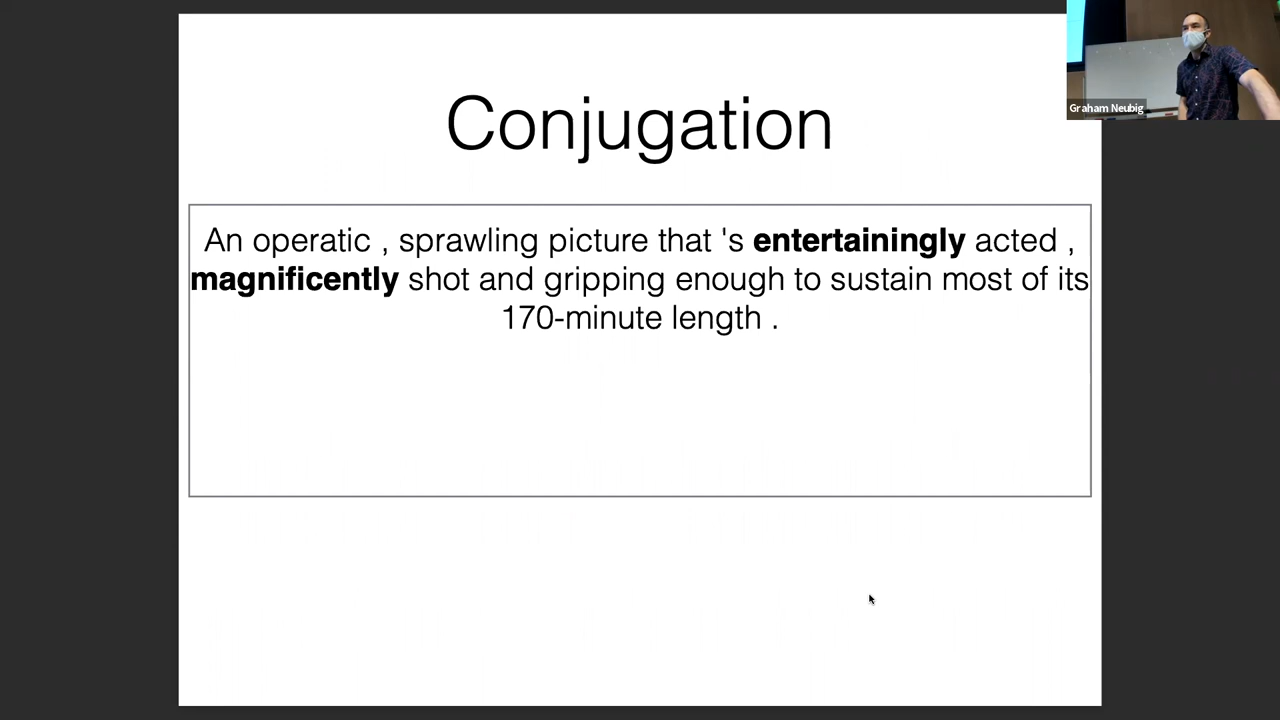 Conjugation
An operatic , sprawling picture that 's entertainingly acted ,
magnificently shot and gripping enough to sustain most of its
170-minute length .
Graham Neubig